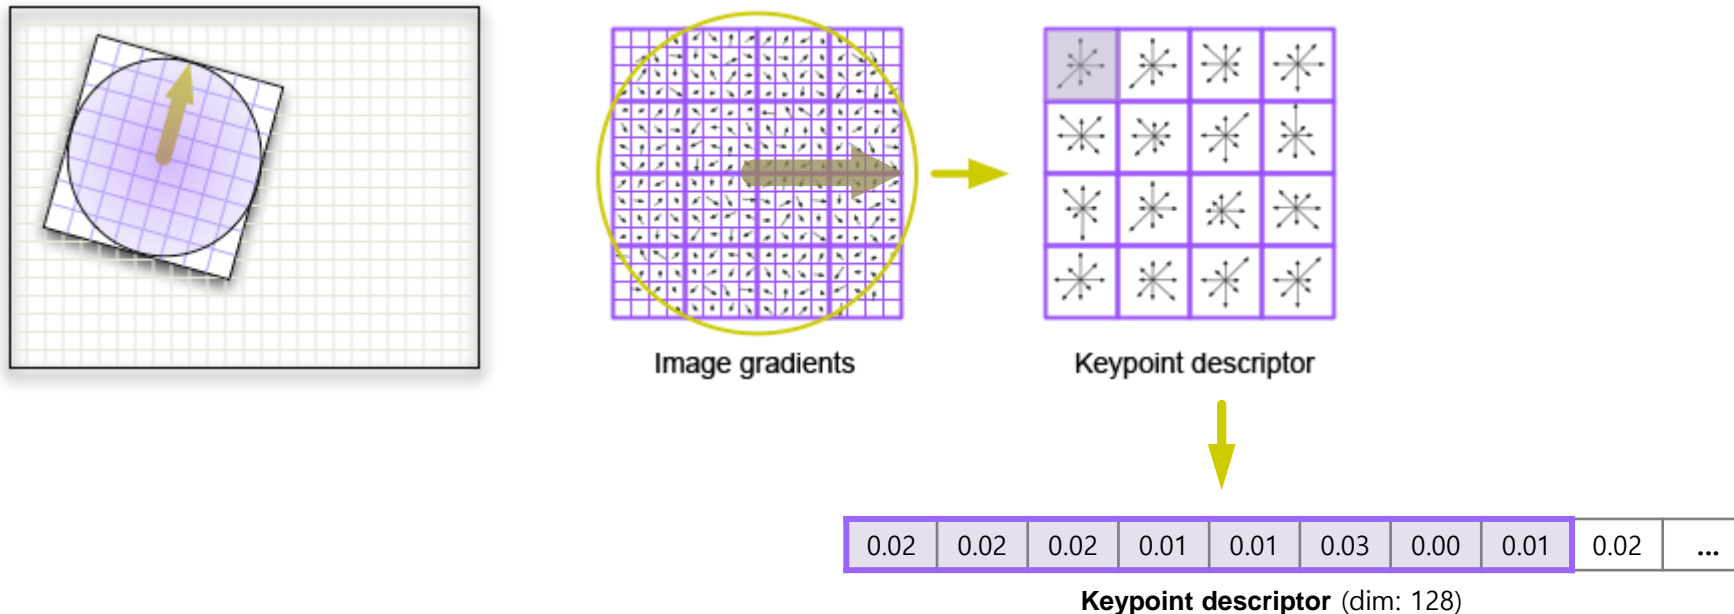 Image gradients
Keypoint descriptor
0.02 0.02 0.02 0.01 0.01 0.03 0.00 0.01 0.02 ...
Keypoint descriptor (dim: 128)